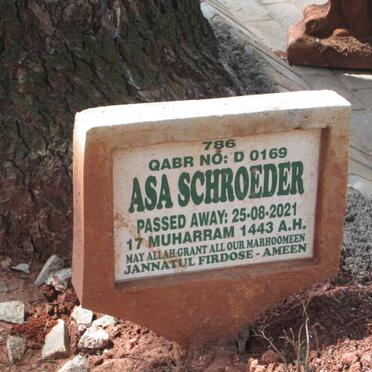 786
QABR NO: D 0169
ASA SCHROEDER
PASSED AWAY: 25-08-2021
17 MUHARRAM 1443 A.H.
MAY ALLAH GRANT ALL OUR MARHOOMEEN
JANNATUL FIRDOSE - AMEEN